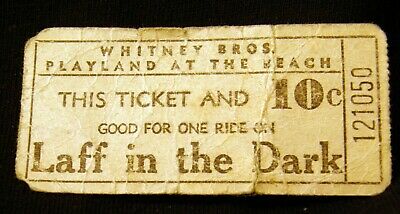 WHITNEY BROS.
PLAYLAND AT THE BEACH
THIS TICKET AND 10c
GOOD FOR ONE RIDE ON
Laff in the Dark
121050